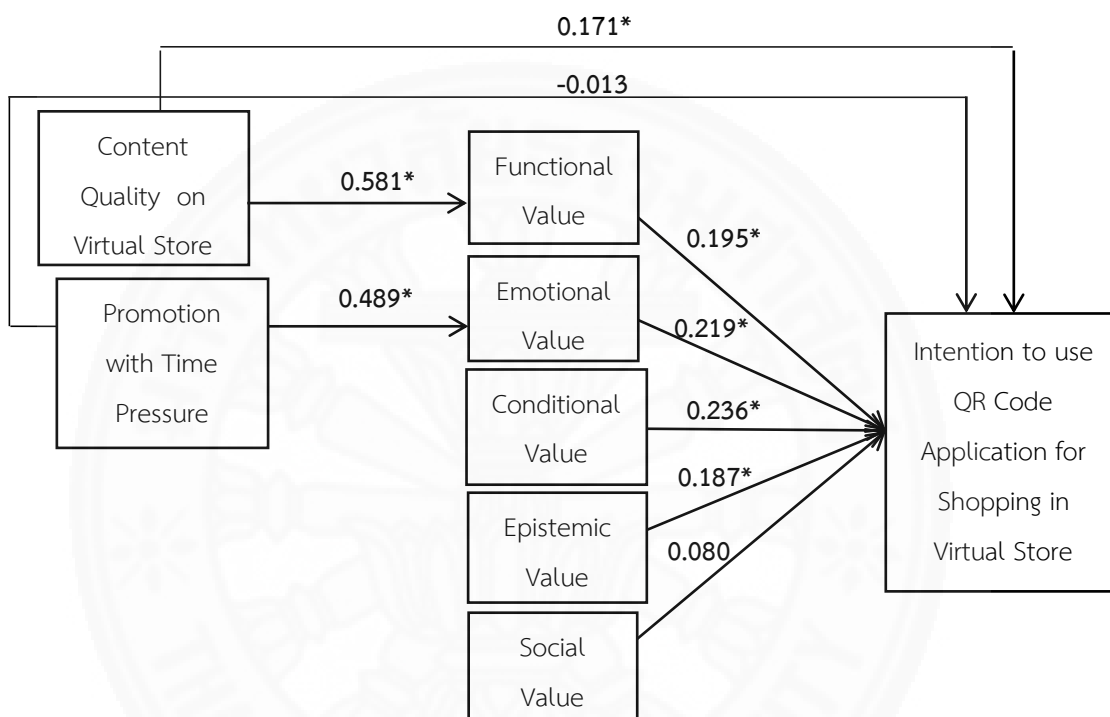 0.171*
-0.013
Content
Quality on
Virtual Store
0.581*
Functional
Value
0.195*
Promotion
with Time
Pressure
0.489*
Emotional
Value
0.219*
Conditional
Value
0.236*
Epistemic
Value
0.187*
Social
Value
0.080
Intention to use
QR Code
Application for
Shopping in
Virtual Store